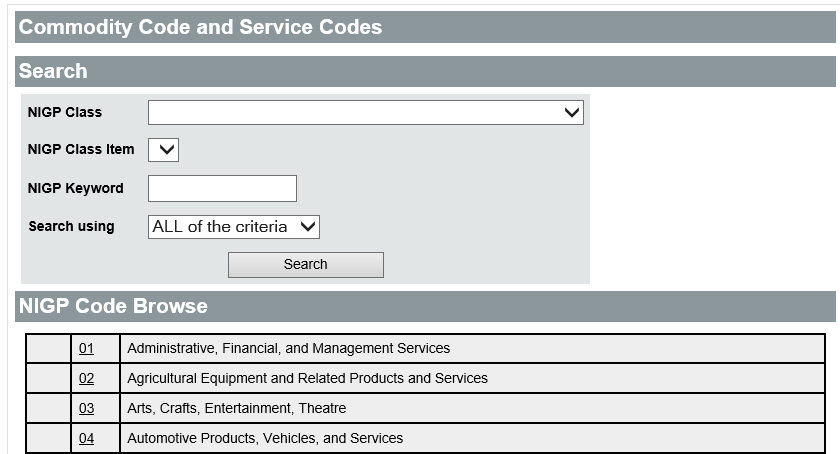 Commodity Code and Service Codes
Search
NIGP Class
NIGP Class Item
NIGP Keyword
Search using ALL of the criteria
Search
NIGP Code Browse
01 Administrative, Financial, and Management Services
02 Agricultural Equipment and Related Products and Services
03 Arts, Crafts, Entertainment, Theatre
04 Automotive Products, Vehicles, and Services